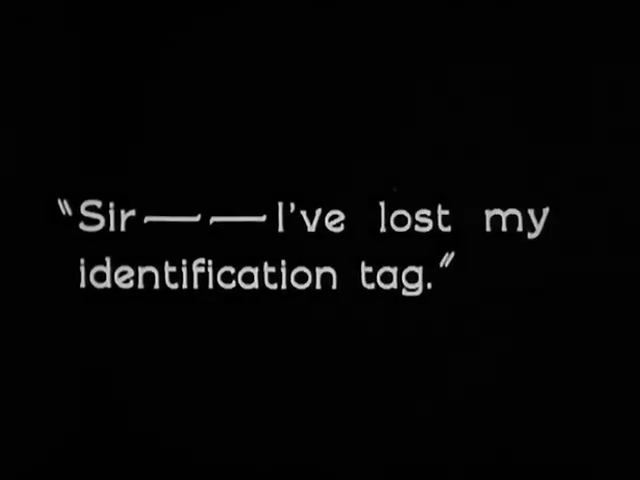 "Sir — — I've lost my
identification tag."